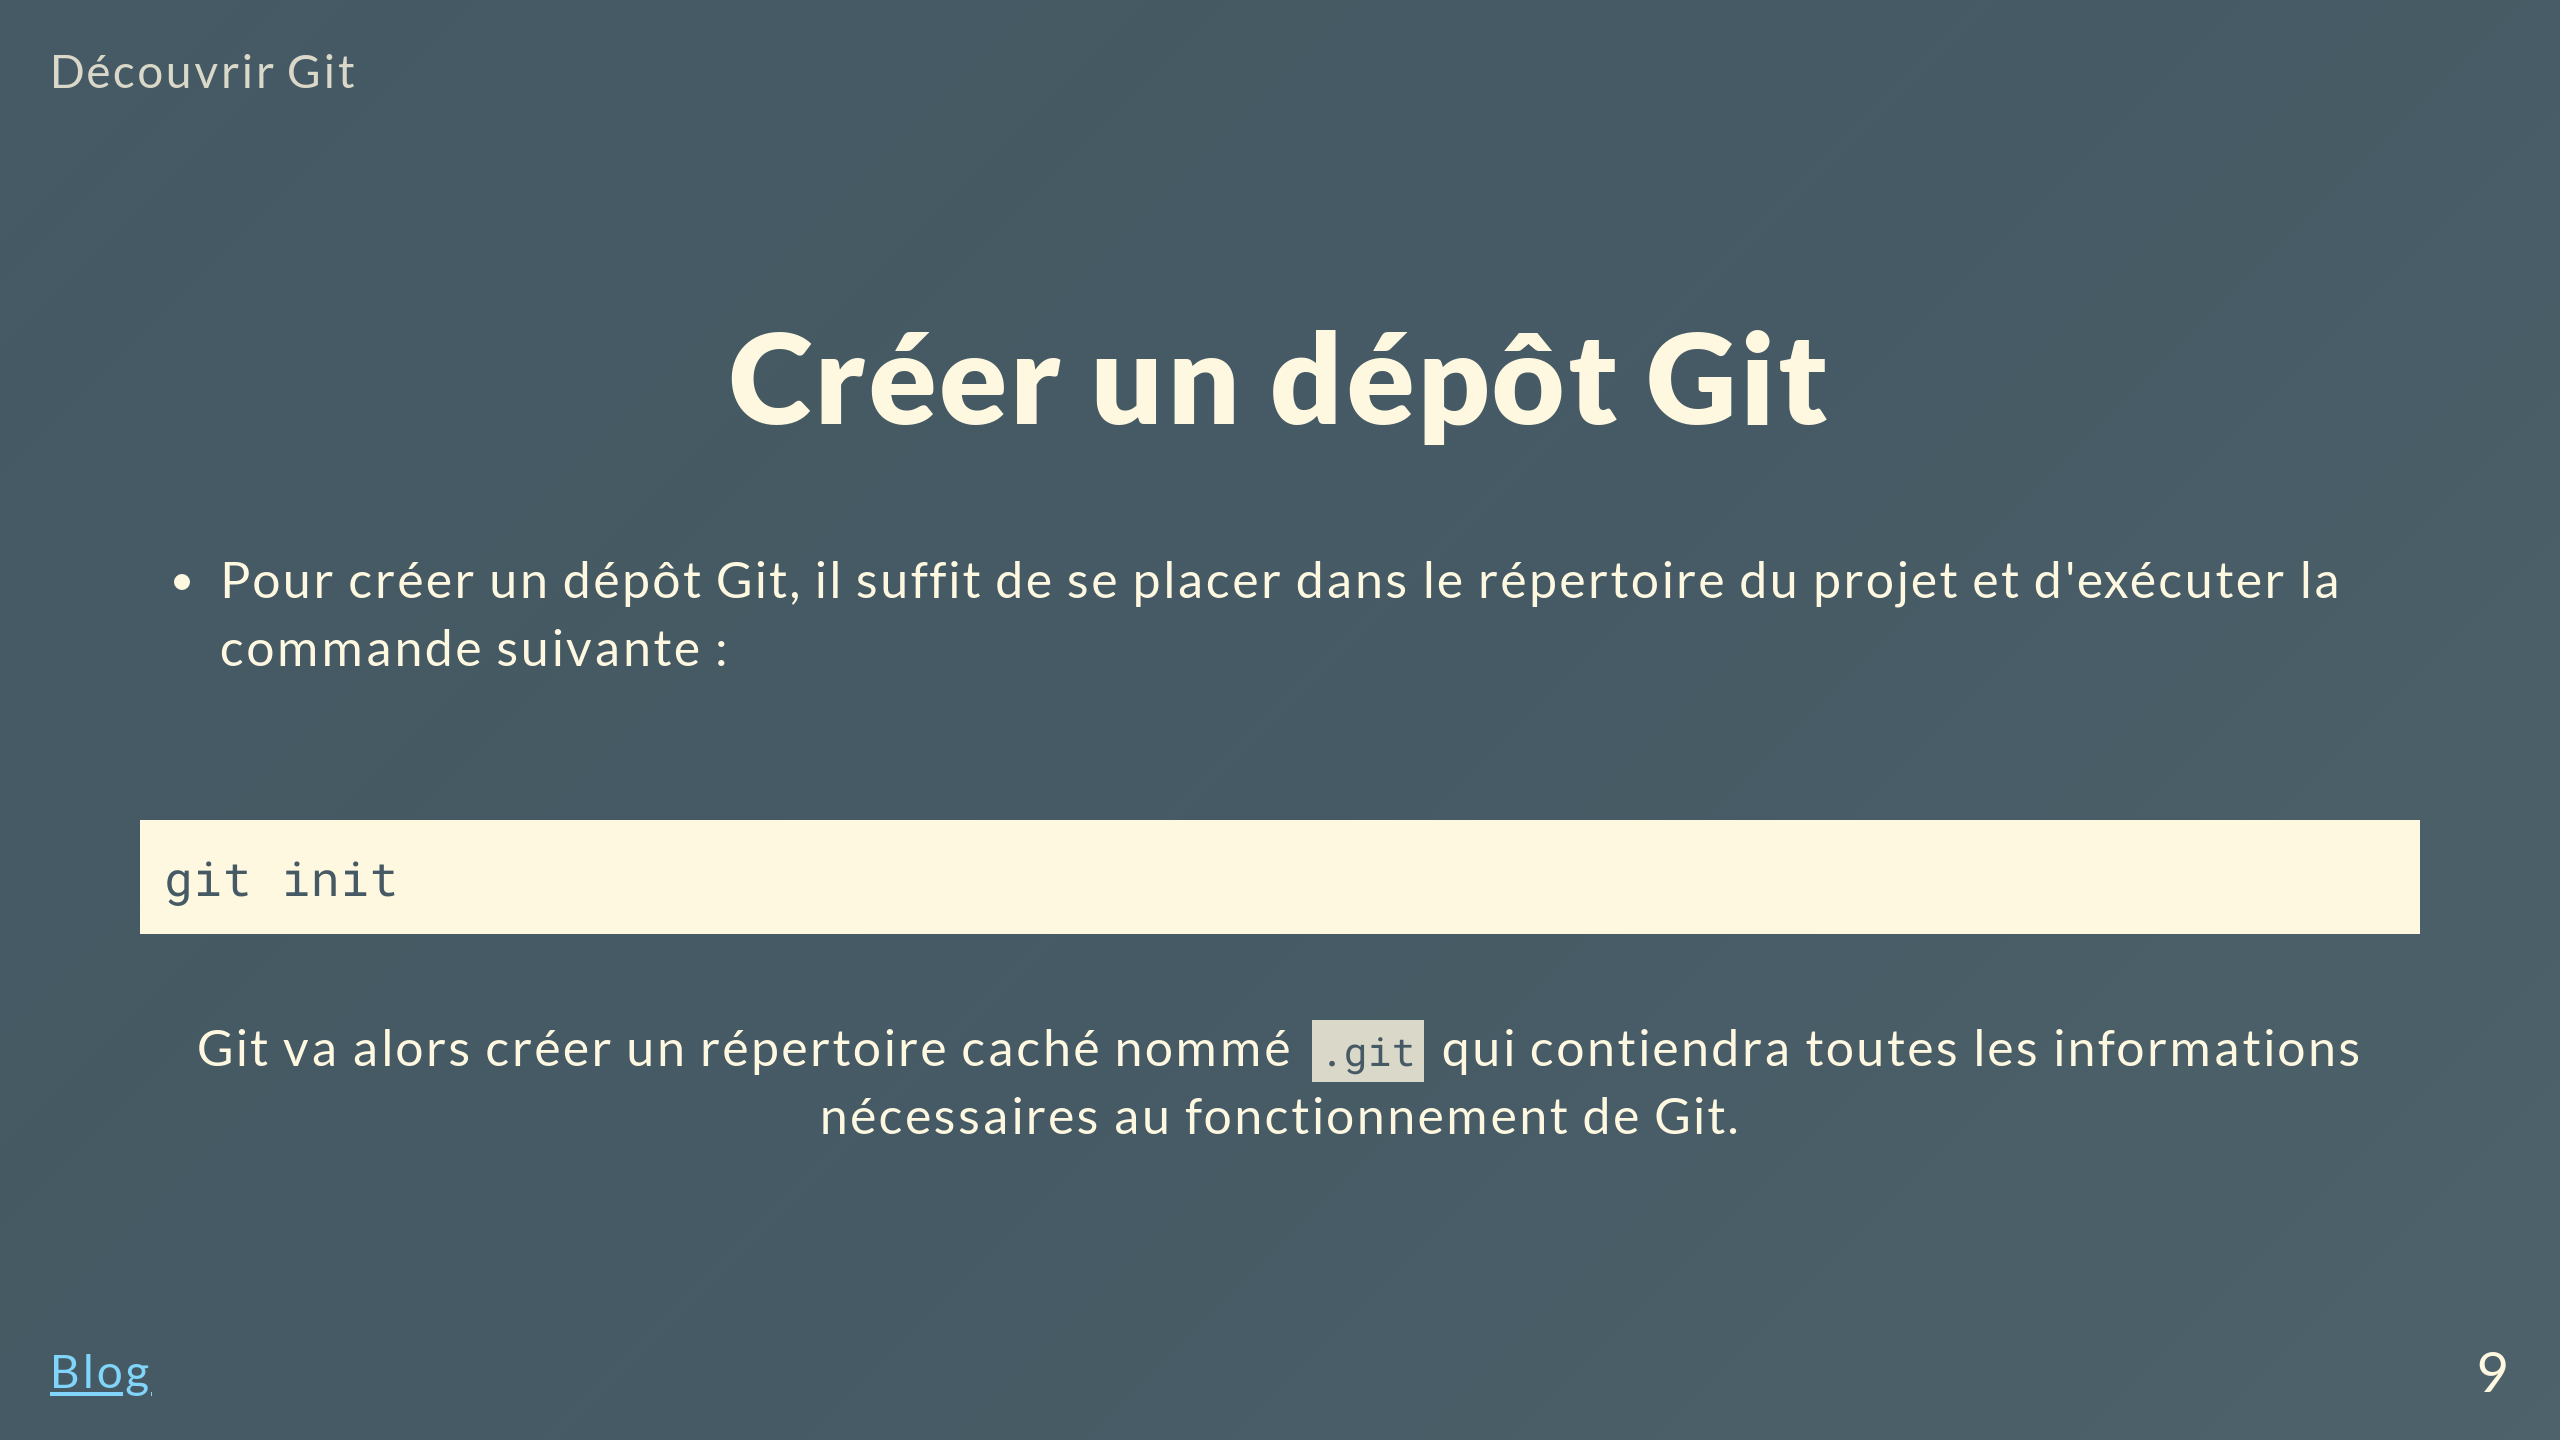 Découvrir Git
Créer un dépôt Git
• Pour créer un dépôt Git, il suffit de se placer dans le répertoire du projet et d'exécuter la
commande suivante :
git init
Git va alors créer un répertoire caché nommé .git qui contiendra toutes les informations
nécessaires au fonctionnement de Git.
Blog
9